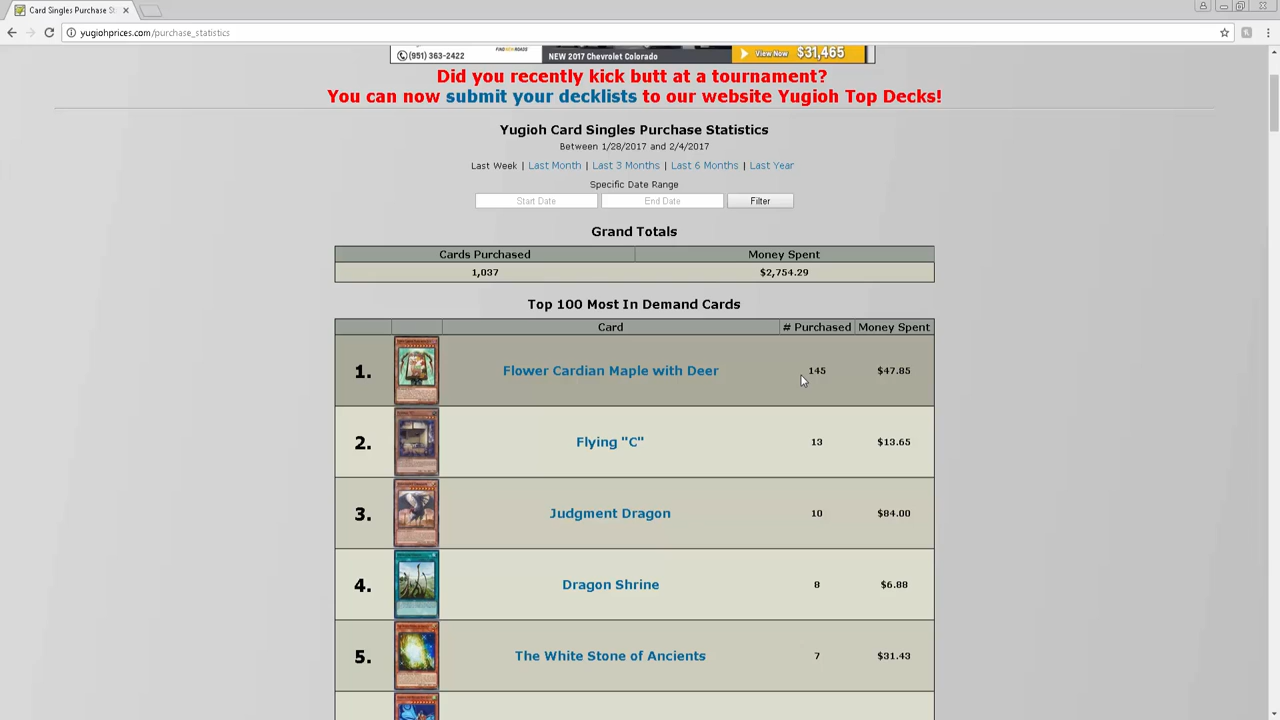 Card Singles Purchase St
yugiohprices.com/purchase_statistics
(951) 363-2422
FIND NEW ROADS
NEW 2017 Chevrolet Colorado
View Now $31,465
Did you recently kick butt at a tournament?
You can now submit your decklists to our website Yugioh Top Decks!
Yugioh Card Singles Purchase Statistics
Between 1/28/2017 and 2/4/2017
Last Week | Last Month | Last 3 Months | Last 6 Months | Last Year
Specific Date Range
Start Date End Date Filter
Grand Totals
Cards Purchased Money Spent
1,037 $2,754.29
Top 100 Most In Demand Cards
Card # Purchased Money Spent
1. Flower Cardian Maple with Deer 145 $47.85
2. Flying "C" 13 $13.65
3. Judgment Dragon 10 $84.00
4. Dragon Shrine 8 $6.88
5. The White Stone of Ancients 7 $31.43